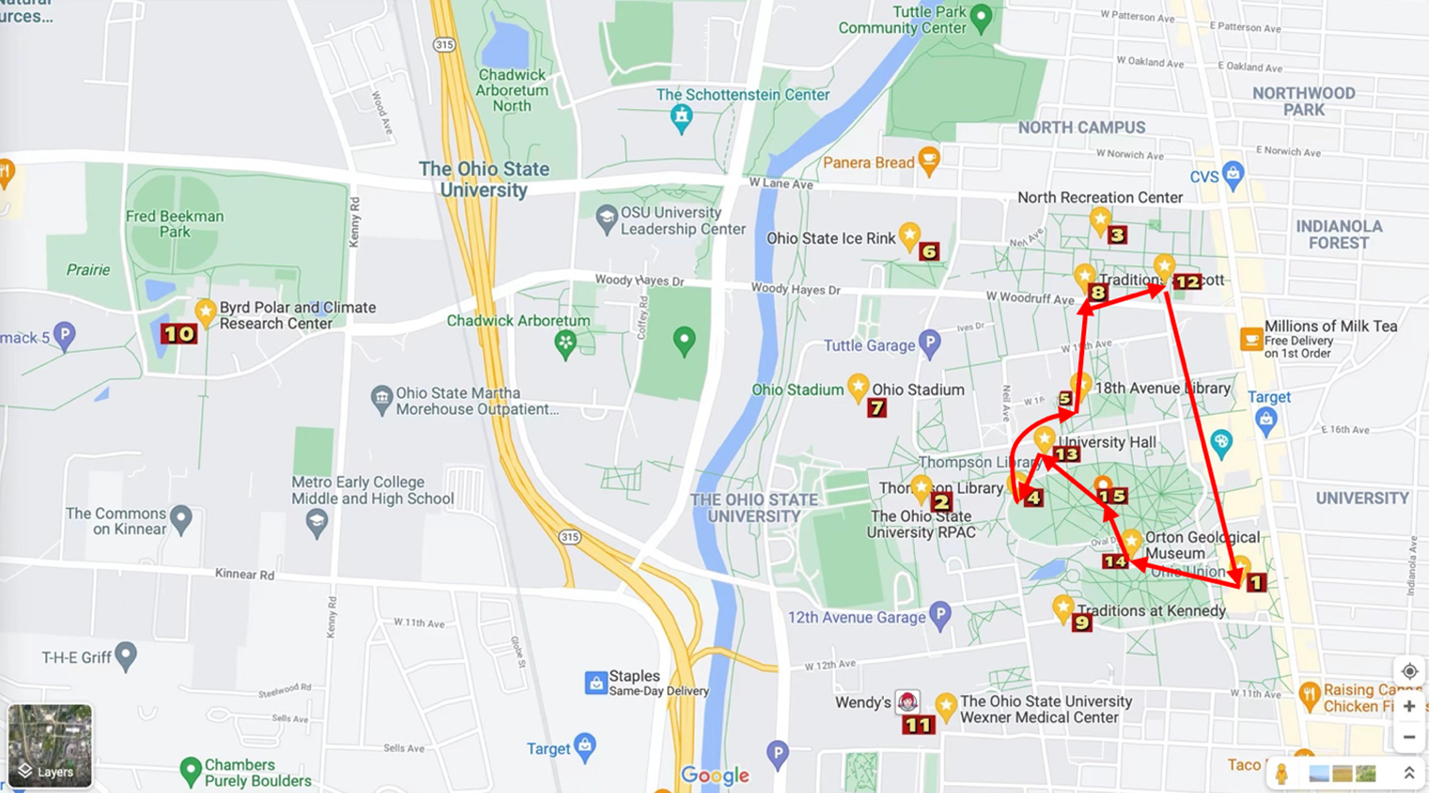 Natural
urces...
315
Tuttle Park
Community Center
W Patterson Ave
E Patterson Ave
W Oakland Ave
E Oakland Ave
Chadwick
Arboretum
North
Wood Ave
The Schottenstein Center
NORTHWOOD
PARK
NORTH CAMPUS
W Norwich Ave
E Norwich Ave
Panera Bread
The Ohio State
University
W Lane Ave
CVS
North Recreation Center
Fred Beekman
Park
Kenny Rd
OSU University
Leadership Center
Ohio State Ice Rink
6
Neil Ave
3
INDIANOLA
FOREST
Prairie
Woody Hayes Dr
Woody Hayes Dr
Traditions
cott
8
12
W Woodruff Ave
Byrd Polar and Climate
Research Center
10
mack 5
Chadwick Arboretum
Coffey Rd
Ives Dr
Tuttle Garage
W 19th Ave
Millions of Milk Tea
Free Delivery
on 1st Order
Ohio State Martha
Morehouse Outpatient...
Ohio Stadium
Ohio Stadium
7
Neil Ave
18th Avenue Library
5
W 18
Target
E 16th Ave
University Hall
13
Thompson Library
Thompson Library
4
2
The Ohio State
University RPAC
15
UNIVERSITY
Metro Early College
Middle and High School
THE OHIO STATE
UNIVERSITY
The Commons
on Kinnear
315
Oval D
Orton Geological
Museum
14
Ohio Union
1
Indianola Ave
Kinnear Rd
Kenny Rd
W 11th Ave
Globe St
12th Avenue Garage
Traditions at Kennedy
9
T-H-E Griff
W 12th Ave
Staples
Same-Day Delivery
Steelwood Rd
Sells Ave
Sells Ave
Wendy's
11
The Ohio State University
Wexner Medical Center
W 11th Ave
Raising Cane's
Chicken Fi
Target
Layers
Chambers
Purely Boulders
Google
Taco